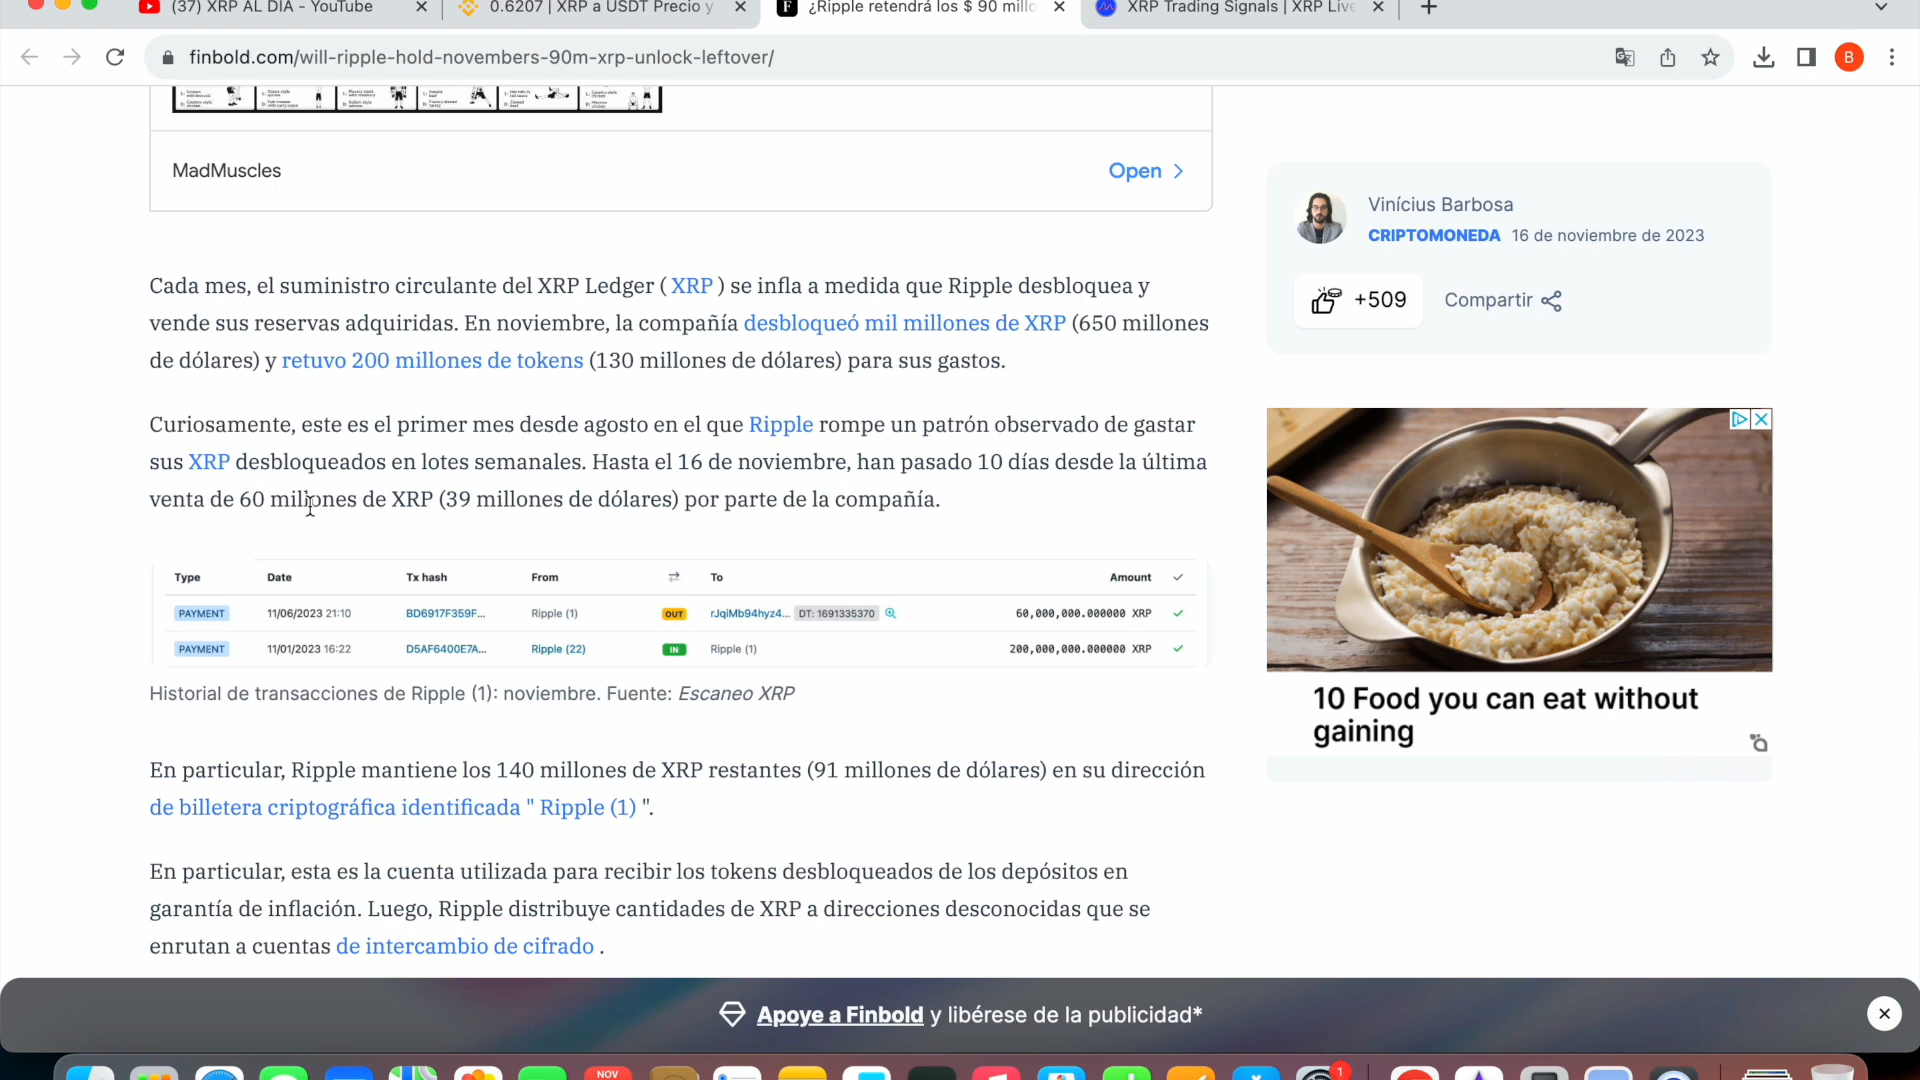 (37) XRP AL DIA - YouTube
0.6207 | XRP a USDT Precio y
¿Ripple retendrá los $ 90 millo
XRP Trading Signals | XRP Live
finbold.com/will-ripple-hold-novembers-90m-xrp-unlock-leftover/
B
MadMuscles
Open
Vinícius Barbosa
CRIPTOMONEDA 16 de noviembre de 2023
+509 Compartir
Cada mes, el suministro circulante del XRP Ledger ( XRP ) se infla a medida que Ripple desbloquea y
vende sus reservas adquiridas. En noviembre, la compañía desbloqueó mil millones de XRP (650 millones
de dólares) y retuvo 200 millones de tokens (130 millones de dólares) para sus gastos.
Curiosamente, este es el primer mes desde agosto en el que Ripple rompe un patrón observado de gastar
sus XRP desbloqueados en lotes semanales. Hasta el 16 de noviembre, han pasado 10 días desde la última
venta de 60 millones de XRP (39 millones de dólares) por parte de la compañía.
Type Date Tx hash From To Amount
PAYMENT 11/06/2023 21:10 BD6917F359F... Ripple (1) OUT rJqiMb94hyz4... DT: 1691335370 60,000,000.000000 XRP
PAYMENT 11/01/2023 16:22 D5AF6400E7A... Ripple (22) IN Ripple (1) 200,000,000.000000 XRP
Historial de transacciones de Ripple (1): noviembre. Fuente: Escaneo XRP
En particular, Ripple mantiene los 140 millones de XRP restantes (91 millones de dólares) en su dirección
de billetera criptográfica identificada " Ripple (1) ".
En particular, esta es la cuenta utilizada para recibir los tokens desbloqueados de los depósitos en
garantía de inflación. Luego, Ripple distribuye cantidades de XRP a direcciones desconocidas que se
enrutan a cuentas de intercambio de cifrado .
10 Food you can eat without
gaining
Apoye a Finbold y libérese de la publicidad*
NOV
1